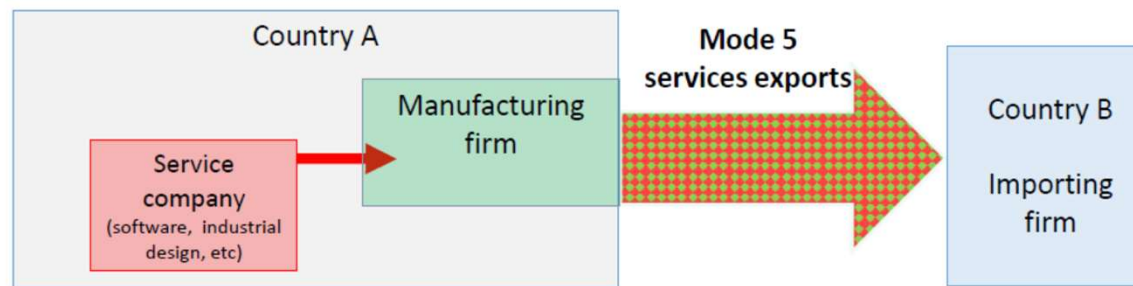 Country A
Mode 5
services exports
Manufacturing
firm
Service
company
(software, industrial
design, etc)
Country B
Importing
firm